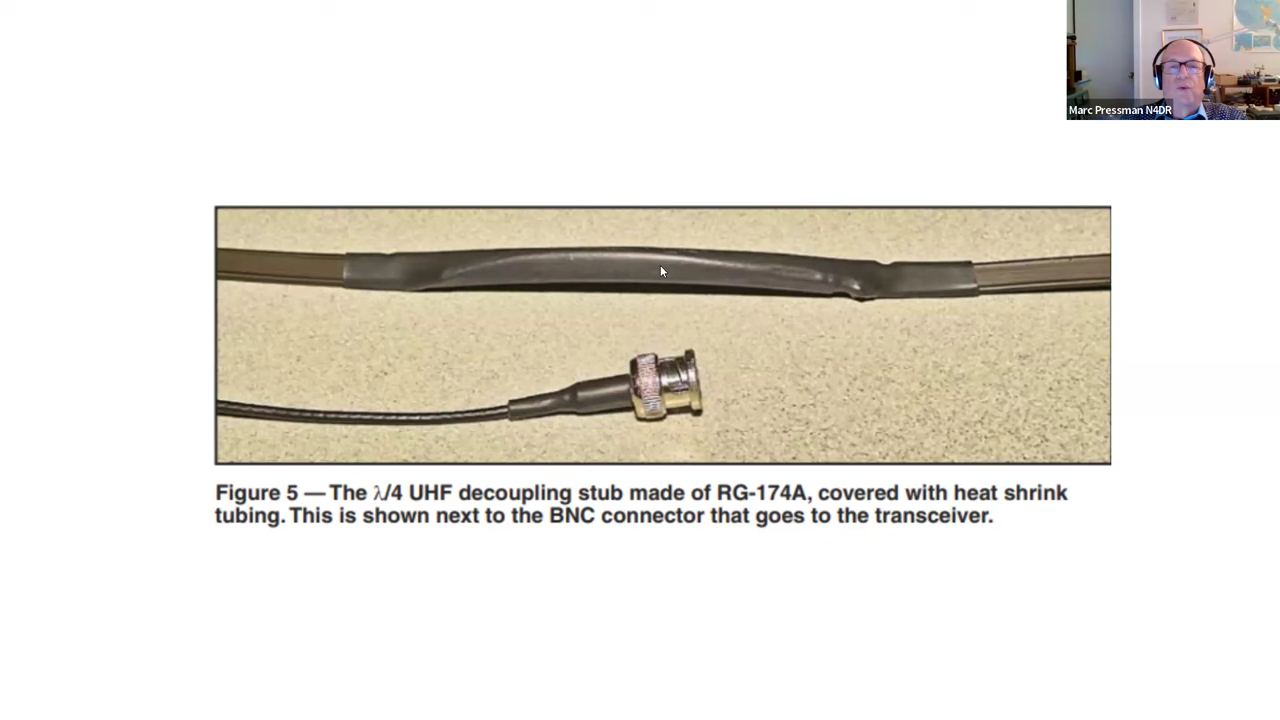 Marc Pressman N4DR
Figure 5 — The λ/4 UHF decoupling stub made of RG-174A, covered with heat shrink
tubing. This is shown next to the BNC connector that goes to the transceiver.